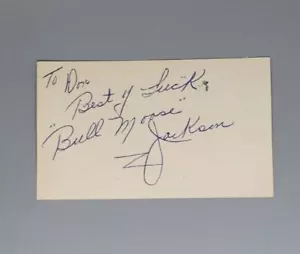 To Don
Best of Luck,
"Bull Moose"
Jackson